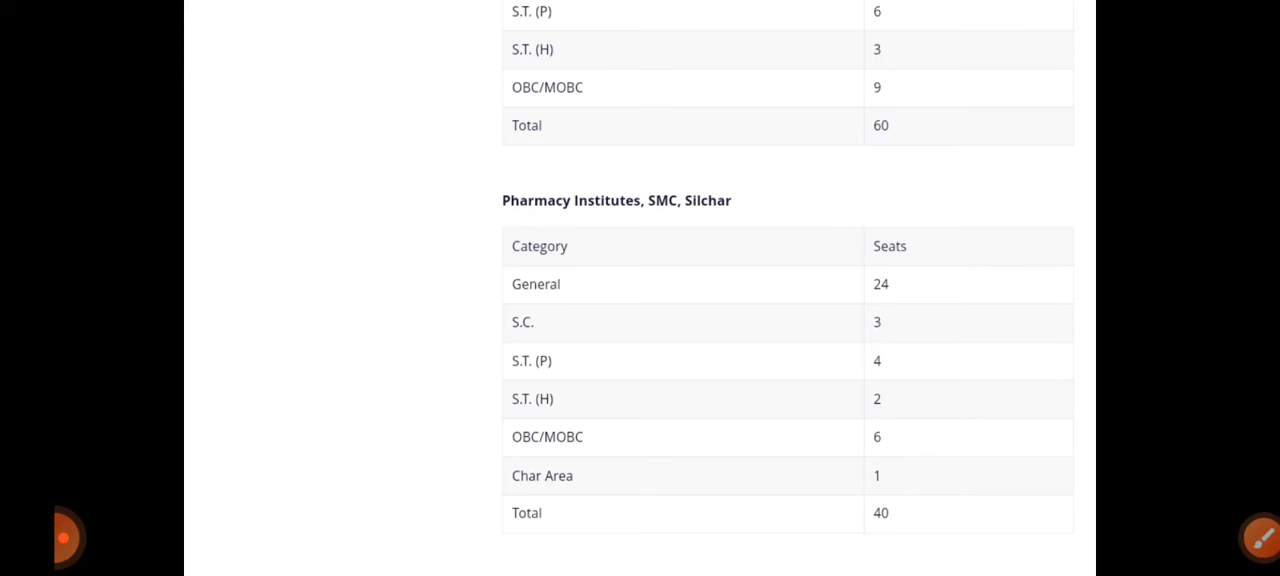 S.T. (P) 6
S.T. (H) 3
OBC/MOBC 9
Total 60
Pharmacy Institutes, SMC, Silchar
Category Seats
General 24
S.C. 3
S.T. (P) 4
S.T. (H) 2
OBC/MOBC 6
Char Area 1
Total 40